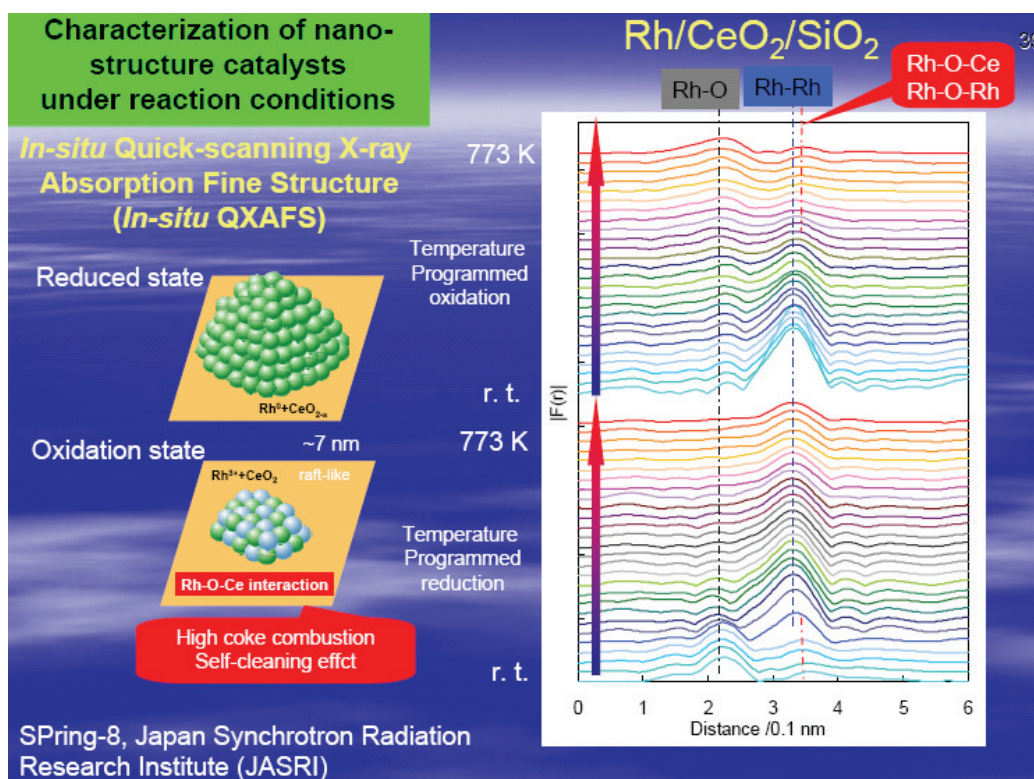 Characterization of nano-
structure catalysts
under reaction conditions
In-situ Quick-scanning X-ray
Absorption Fine Structure
(In-situ QXAFS)
Reduced state
Rh⁰+CeO₂₋ₓ
Oxidation state
~7 nm
Rh³⁺+CeO₂
raft-like
Rh-O-Ce interaction
High coke combustion
Self-cleaning effct
SPring-8, Japan Synchrotron Radiation
Research Institute (JASRI)
773 K
Temperature
Programmed
oxidation
r. t.
773 K
Temperature
Programmed
reduction
r. t.
Rh/CeO₂/SiO₂
Rh-O
Rh-Rh
Rh-O-Ce
Rh-O-Rh
|F(r)|
0 1 2 3 4 5 6
Distance /0.1 nm